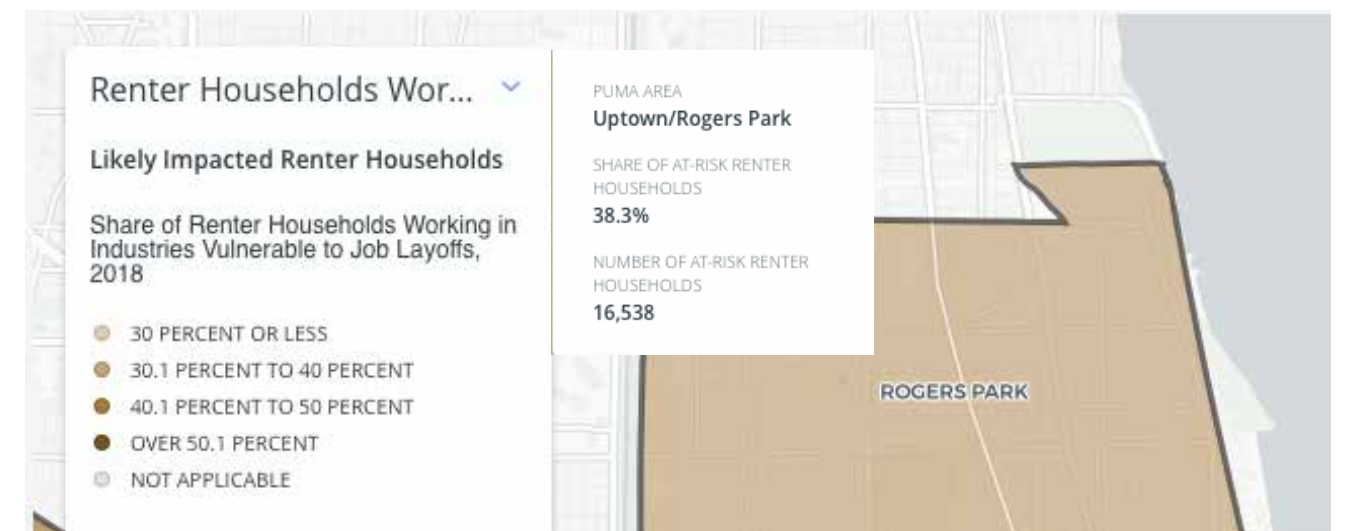 Renter Households Wor...
Likely Impacted Renter Households
Share of Renter Households Working in
Industries Vulnerable to Job Layoffs,
2018
30 PERCENT OR LESS
30.1 PERCENT TO 40 PERCENT
40.1 PERCENT TO 50 PERCENT
OVER 50.1 PERCENT
NOT APPLICABLE
PUMA AREA
Uptown/Rogers Park
SHARE OF AT-RISK RENTER
HOUSEHOLDS
38.3%
NUMBER OF AT-RISK RENTER
HOUSEHOLDS
16,538
ROGERS PARK